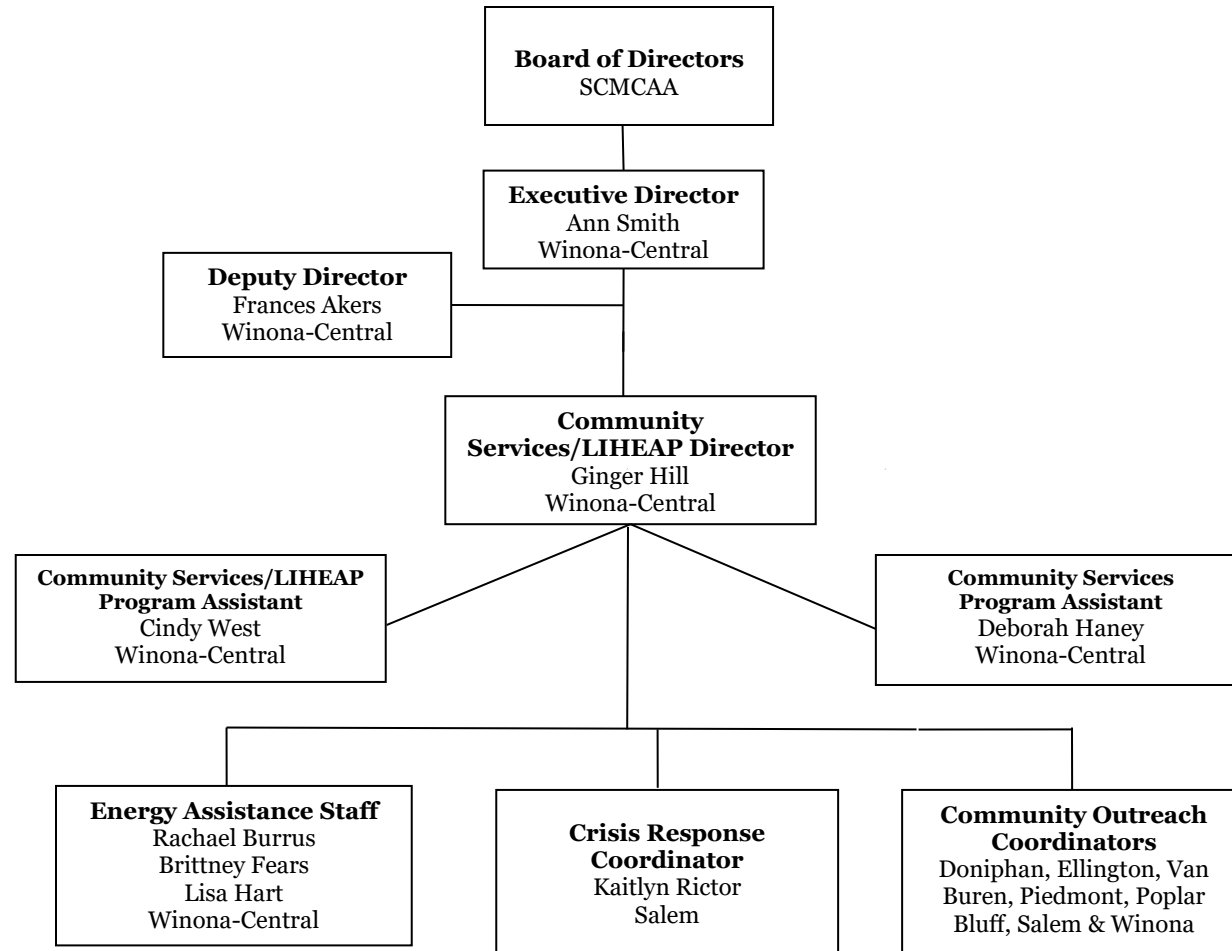 Board of Directors
SCMCAA
Executive Director
Ann Smith
Winona-Central
Deputy Director
Frances Akers
Winona-Central
Community
Services/LIHEAP Director
Ginger Hill
Winona-Central
Community Services/LIHEAP
Program Assistant
Cindy West
Winona-Central
Community Services
Program Assistant
Deborah Haney
Winona-Central
Energy Assistance Staff
Rachael Burrus
Brittney Fears
Lisa Hart
Winona-Central
Crisis Response
Coordinator
Kaitlyn Rictor
Salem
Community Outreach
Coordinators
Doniphan, Ellington, Van
Buren, Piedmont, Poplar
Bluff, Salem & Winona